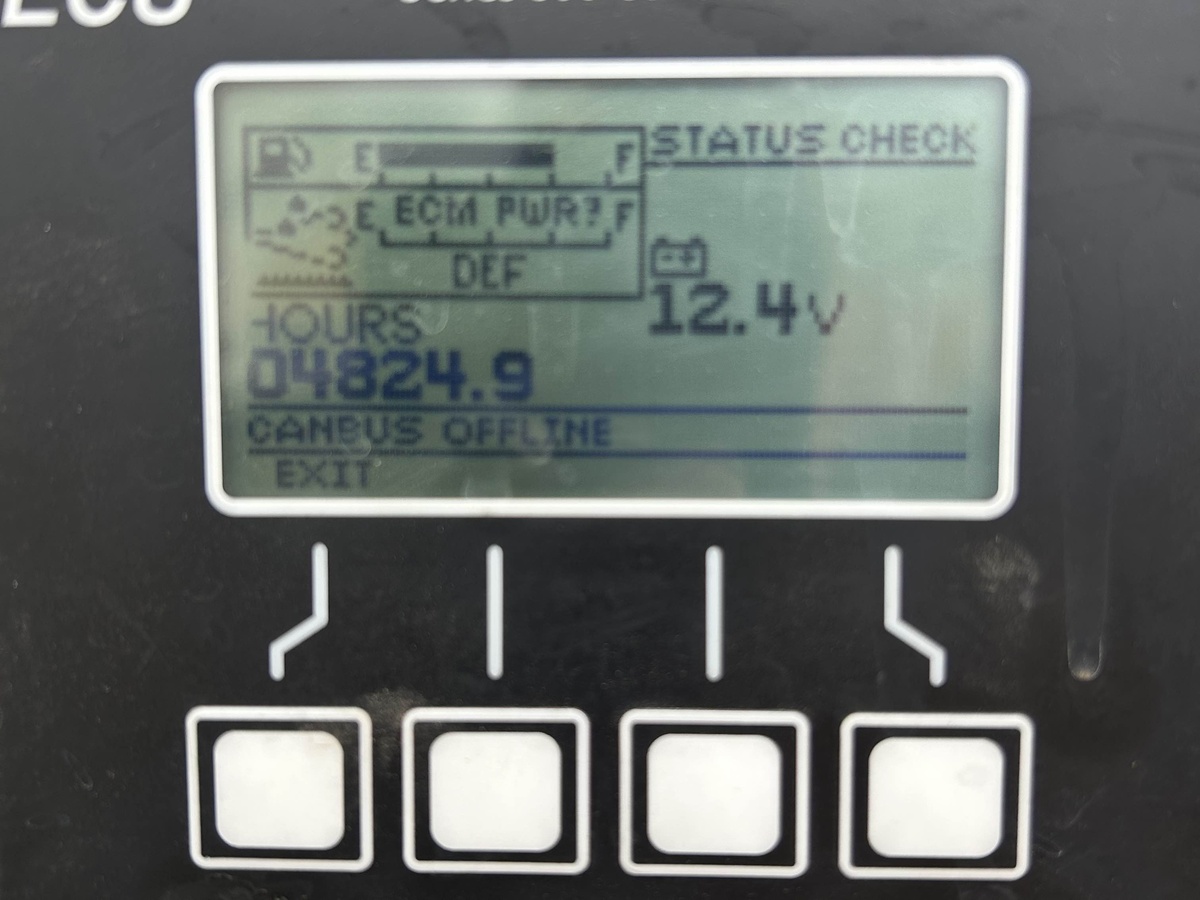 STATUS CHECK
E F
E ECM PWR? F
DEF
12.4V
HOURS
04824.9
CANBUS OFFLINE
EXIT